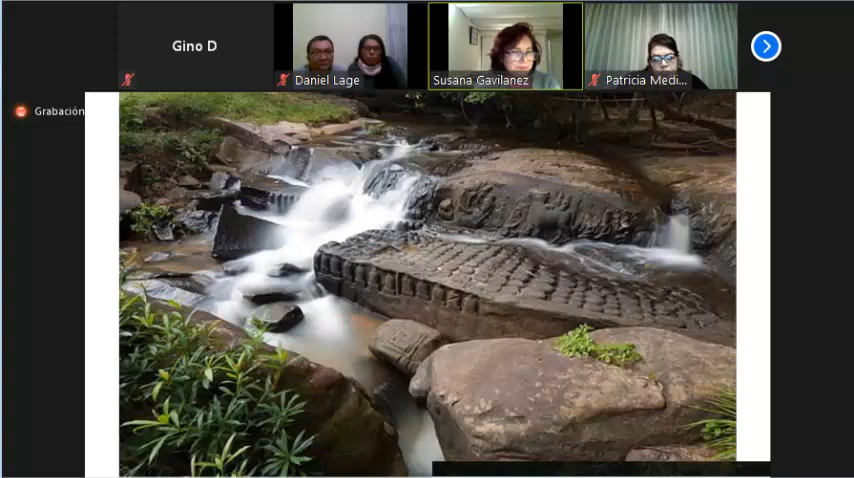 Gino D
Daniel Lage
Susana Gavilanez
Patricia Medi...
Grabación